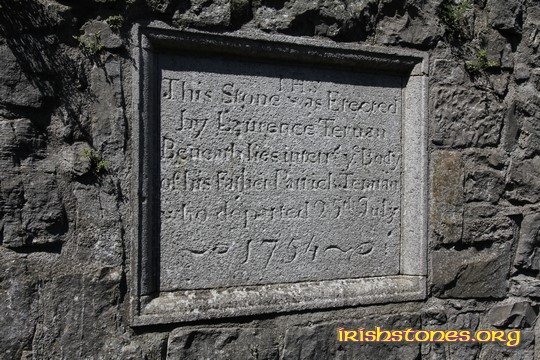 IHS
This Stone was Erected
by Laurence Ternan
Beneath lies interr'd yᵉ Body
of his Father Patrick Ternan
who departed 25th July
1754
irishstones.org